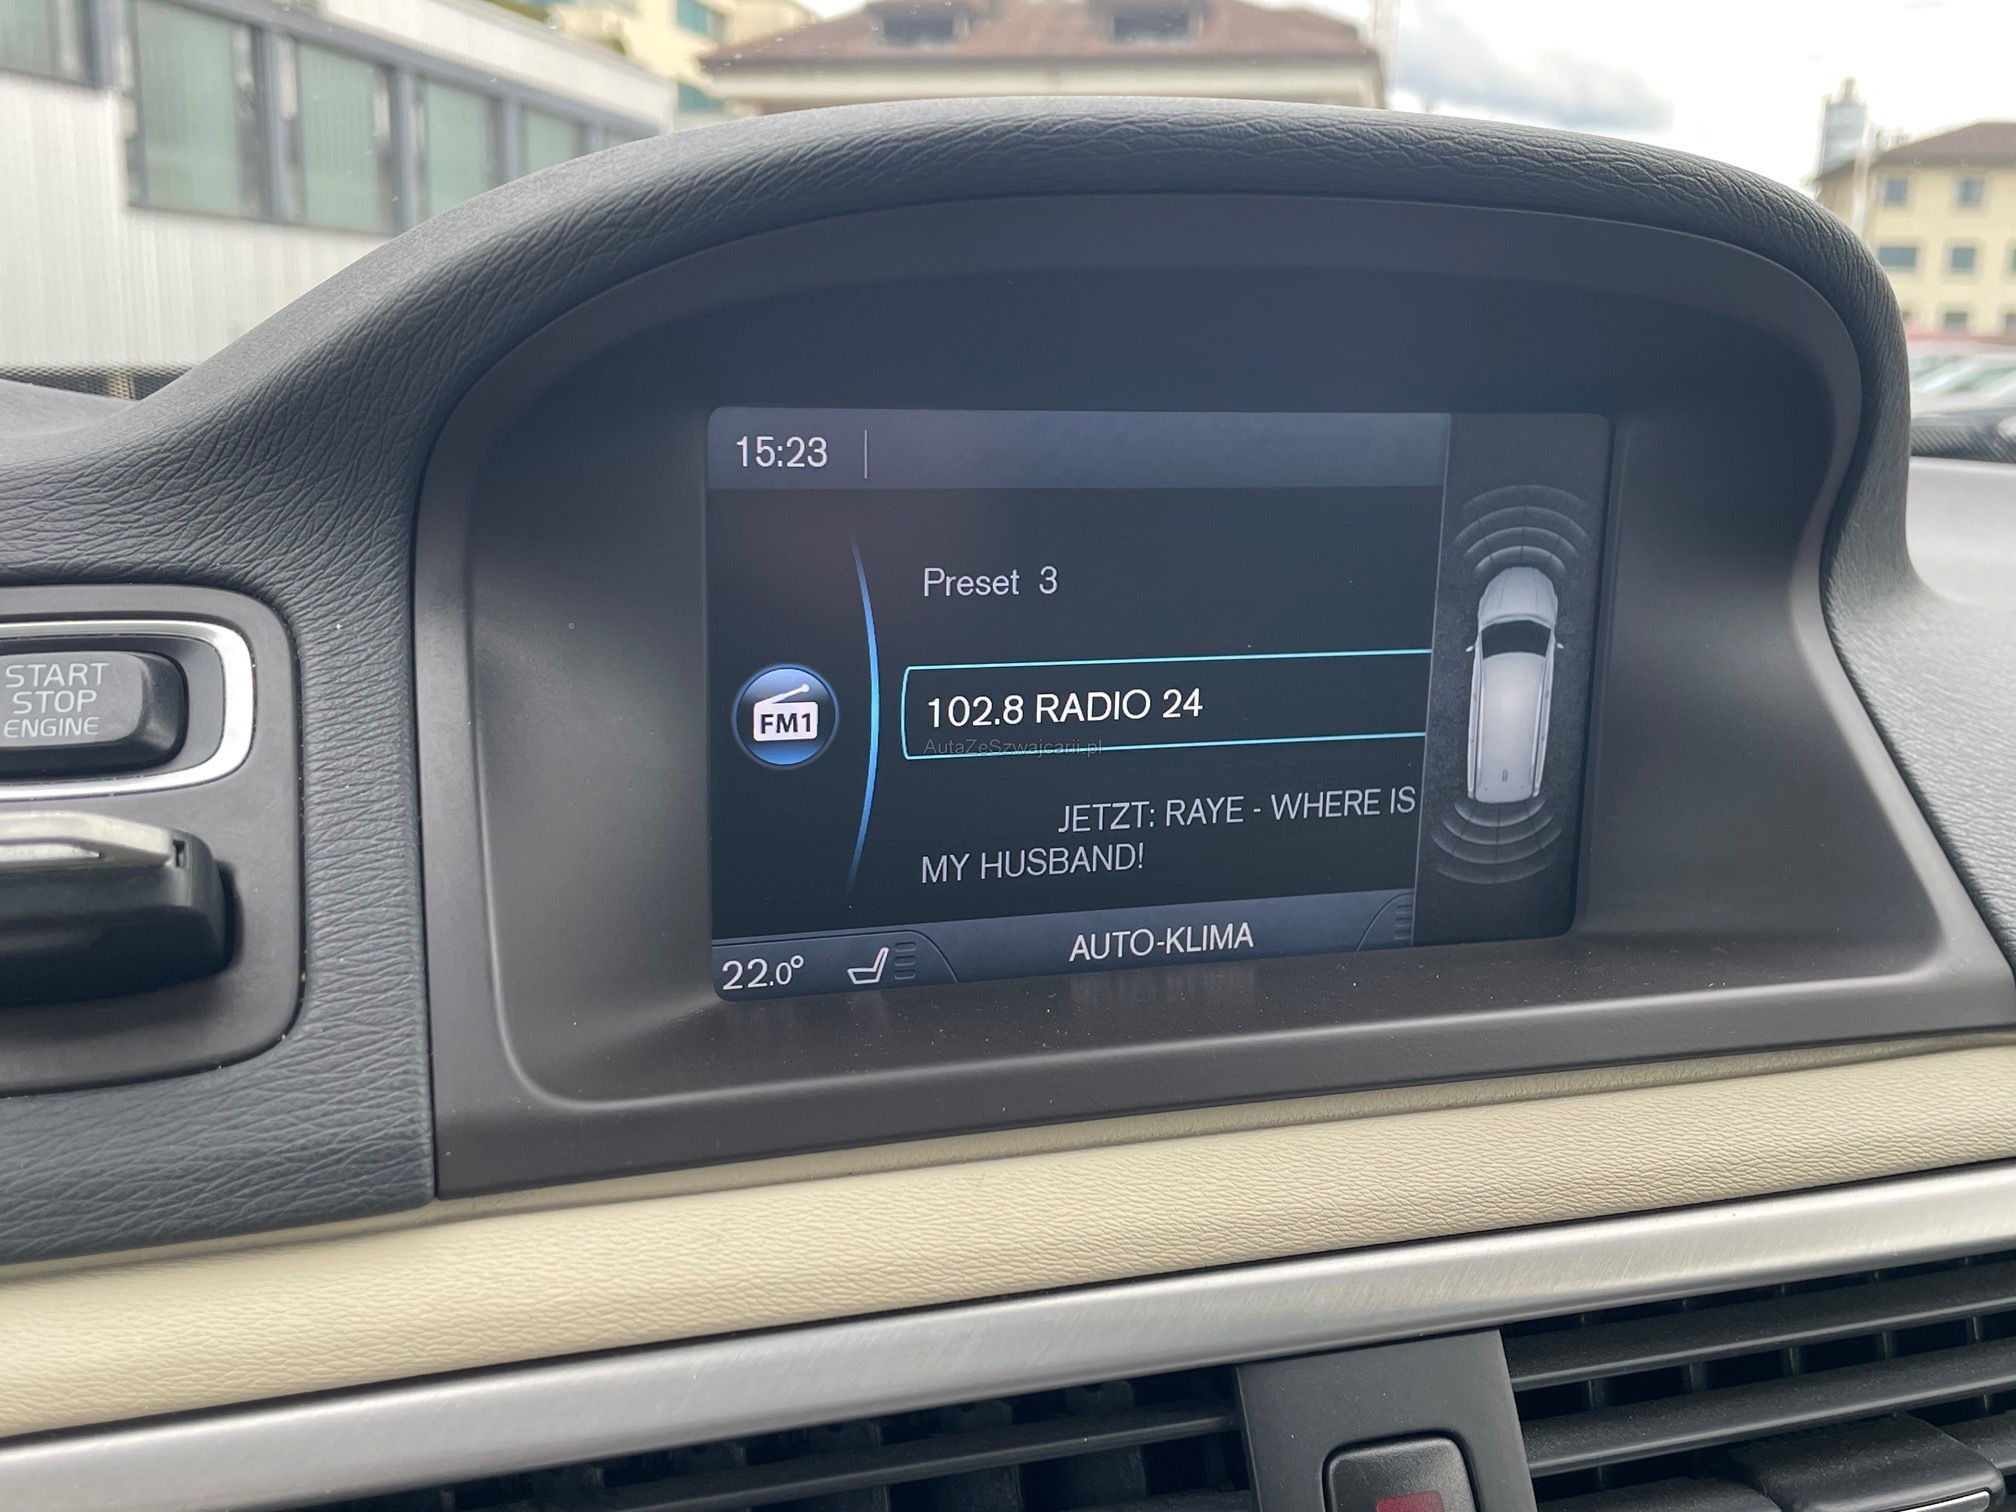 15:23
Preset 3
FM1
102.8 RADIO 24
AutaZeSzwajcarii.pl
JETZT: RAYE - WHERE IS
MY HUSBAND!
22.0°
AUTO-KLIMA
START
STOP
ENGINE